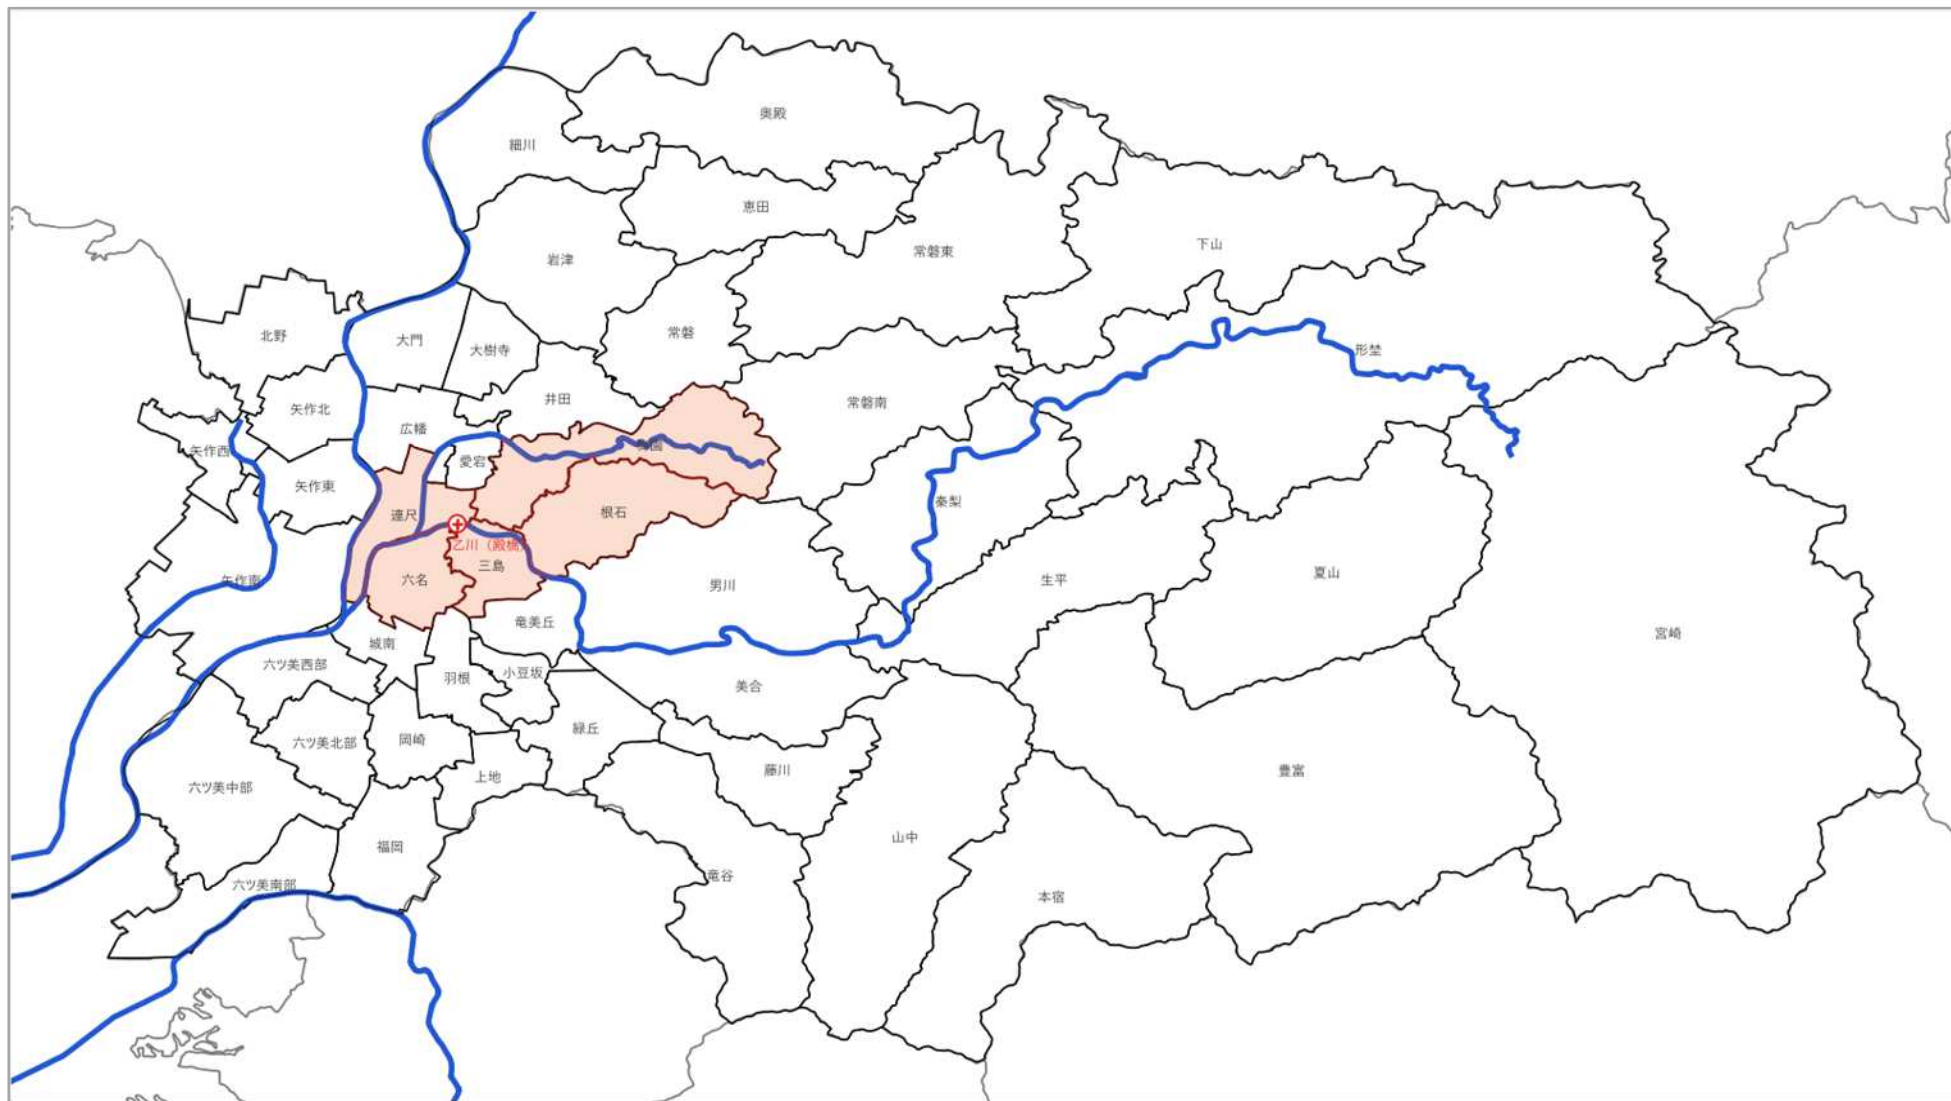 奥殿
細川
恵田
常磐東
下山
岩津
北野
大門
大樹寺
常磐
形埜
井田
常磐南
矢作北
広幡
矢作西
愛宕
梅園
矢作東
連尺
根石
秦梨
乙川（殿橋）
三島
矢作南
六名
男川
生平
夏山
竜美丘
宮崎
城南
六ツ美西部
羽根
小豆坂
美合
緑丘
六ツ美北部
岡崎
藤川
豊富
上地
六ツ美中部
山中
福岡
竜谷
六ツ美南部
本宿